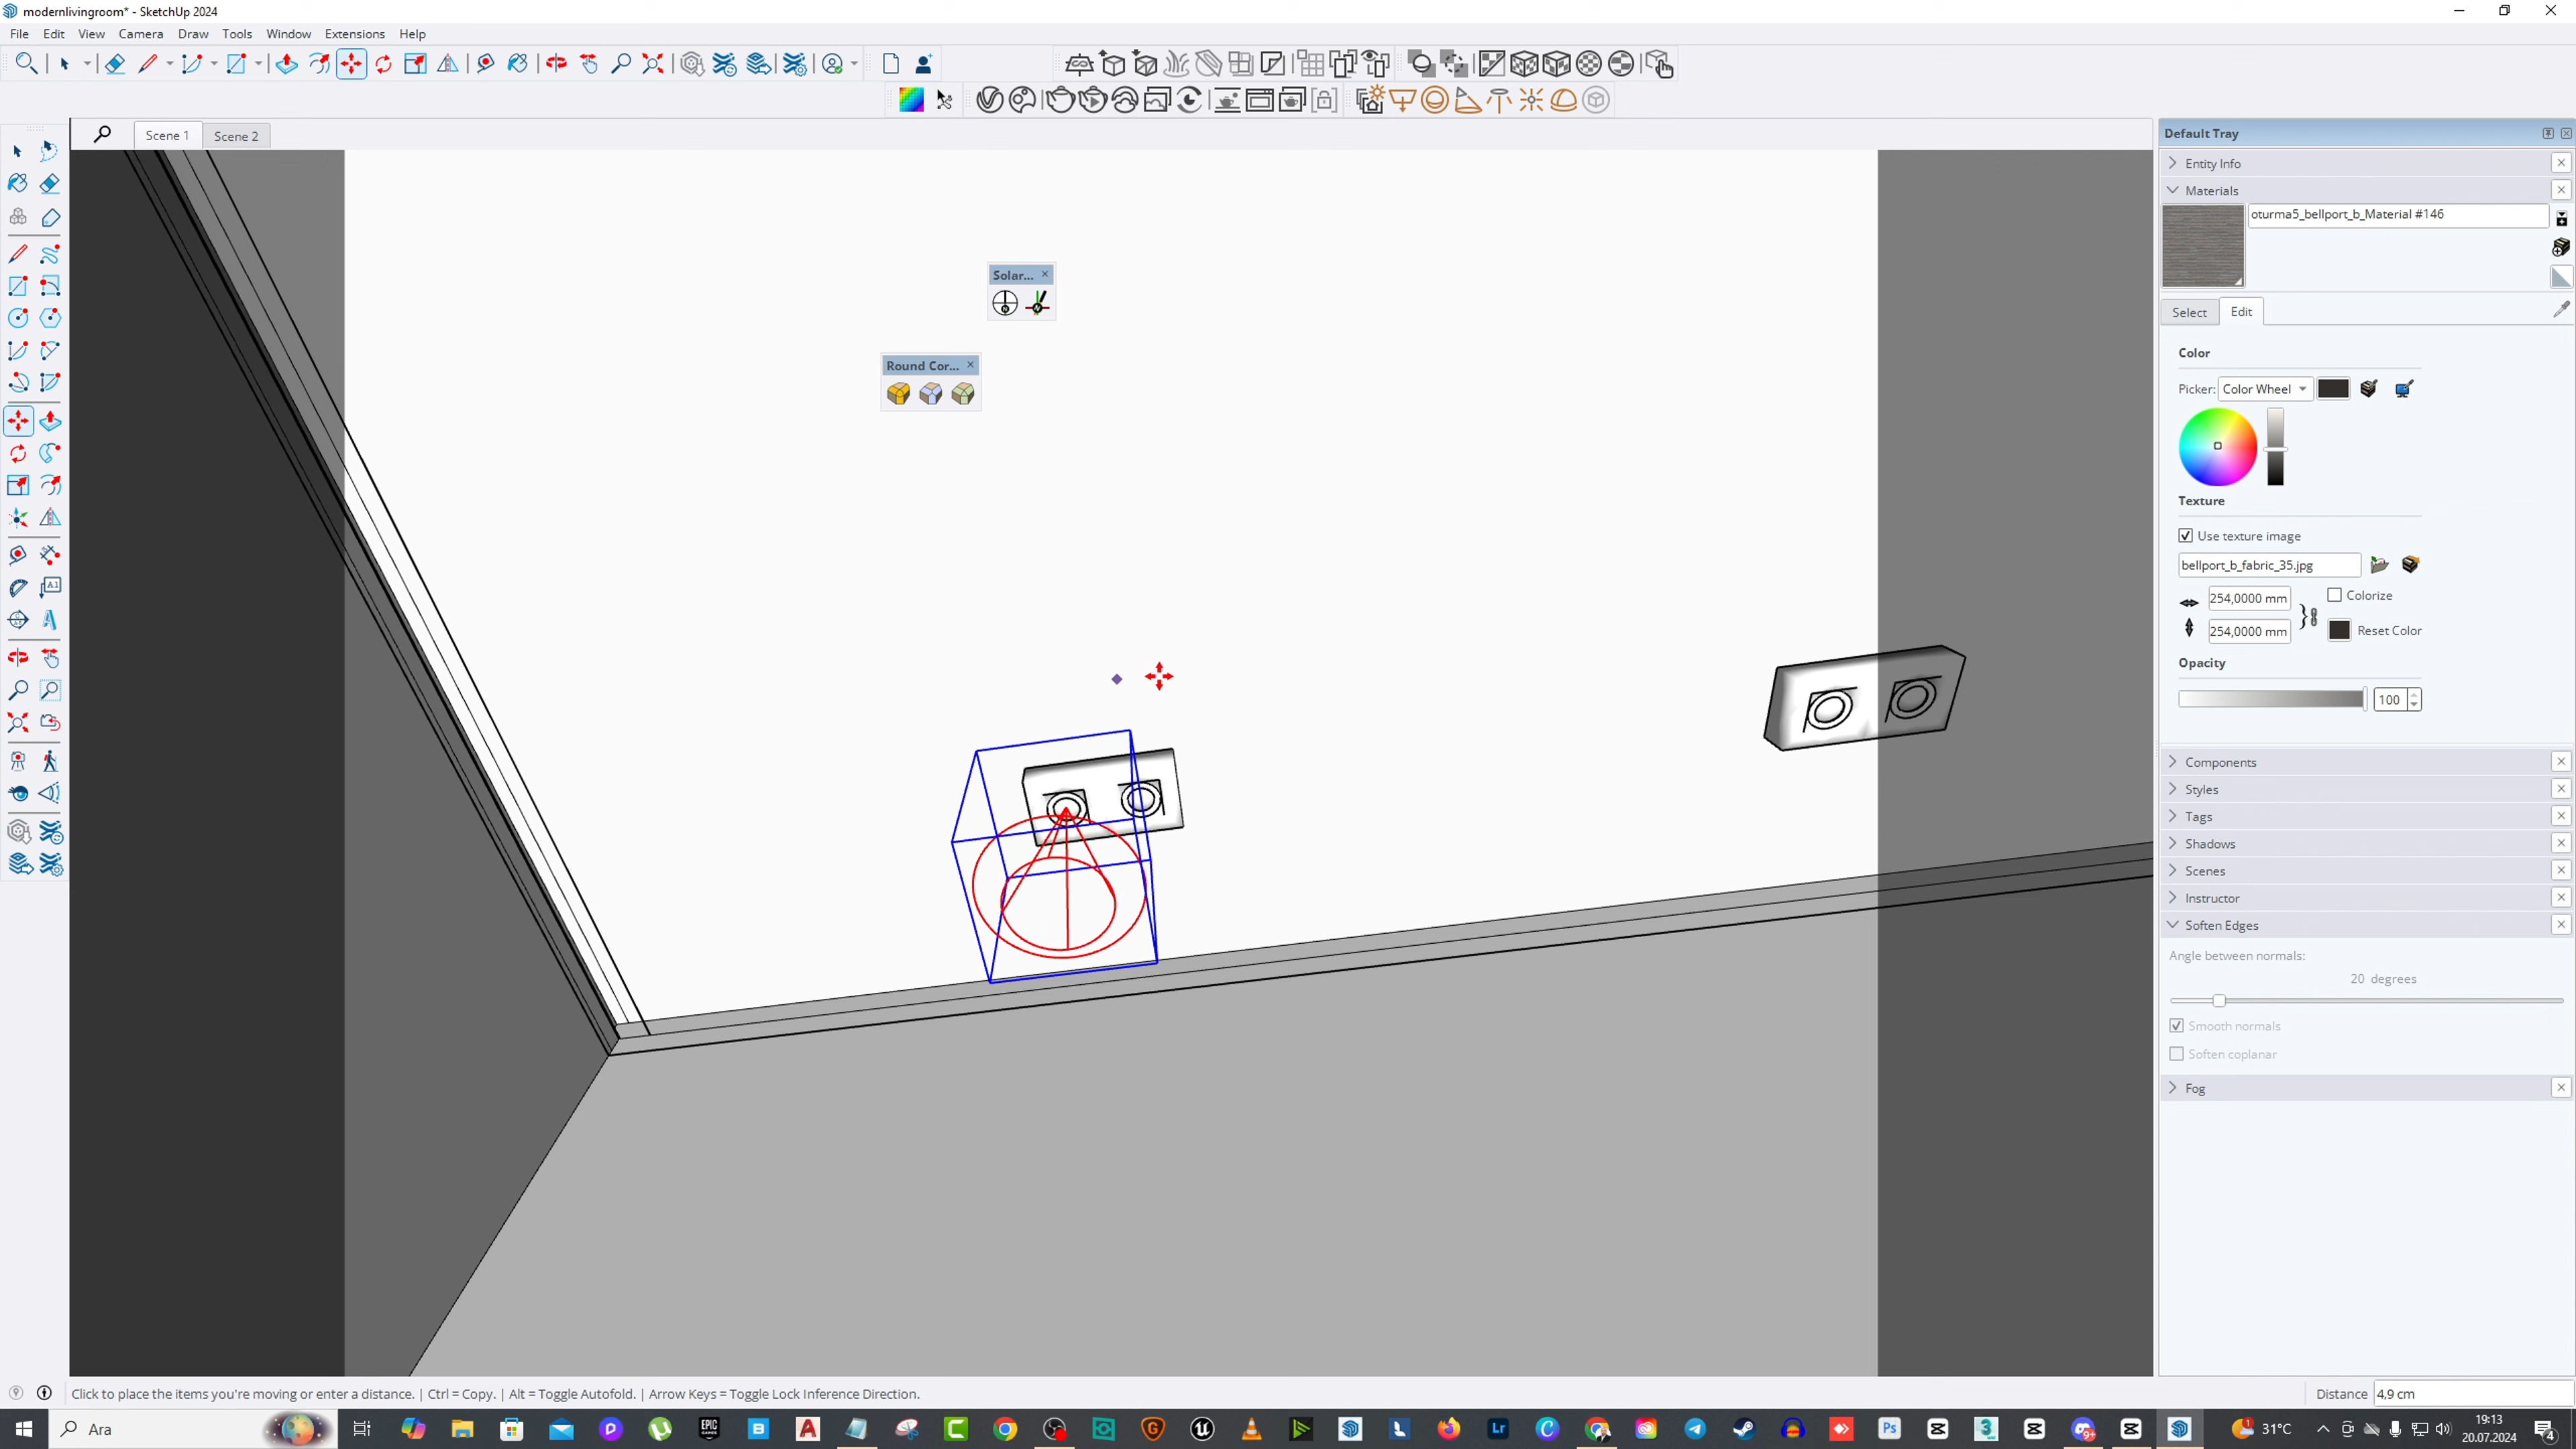 modernlivingroom* - SketchUp 2024
File Edit View Camera Draw Tools Window Extensions Help
Scene 1 Scene 2
Default Tray
Entity Info
Materials
oturma5_bellport_b_Material #146
Solar...
Select Edit
Color
Round Cor...
Picker: Color Wheel
Texture
Use texture image
bellport_b_fabric_35.jpg
254,0000 mm Colorize
254,0000 mm Reset Color
Opacity
100
Components
Styles
Tags
Shadows
Scenes
Instructor
Soften Edges
Angle between normals:
20 degrees
Smooth normals
Soften coplanar
Fog
Click to place the items you're moving or enter a distance. | Ctrl = Copy. | Alt = Toggle Autofold. | Arrow Keys = Toggle Lock Inference Direction.
Distance 4,9 cm
Ara
31°C
19:13
20.07.2024